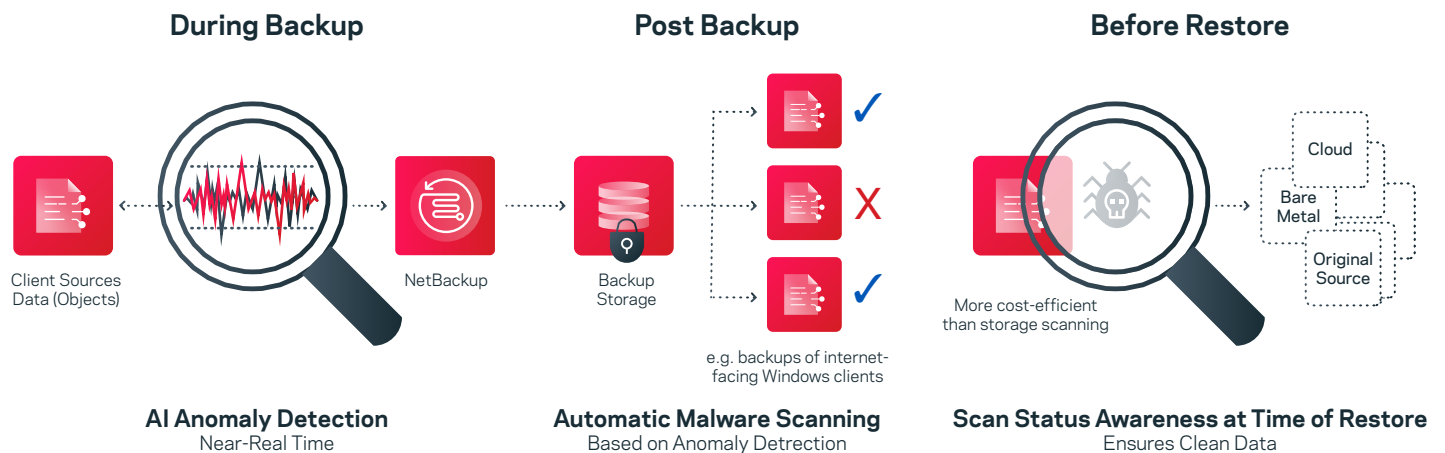 During Backup
Post Backup
Before Restore
Client Sources
Data (Objects)
NetBackup
Backup
Storage
X
e.g. backups of internet-
facing Windows clients
More cost-efficient
than storage scanning
Cloud
Bare
Metal
Original
Source
AI Anomaly Detection
Near-Real Time
Automatic Malware Scanning
Based on Anomaly Detrection
Scan Status Awareness at Time of Restore
Ensures Clean Data